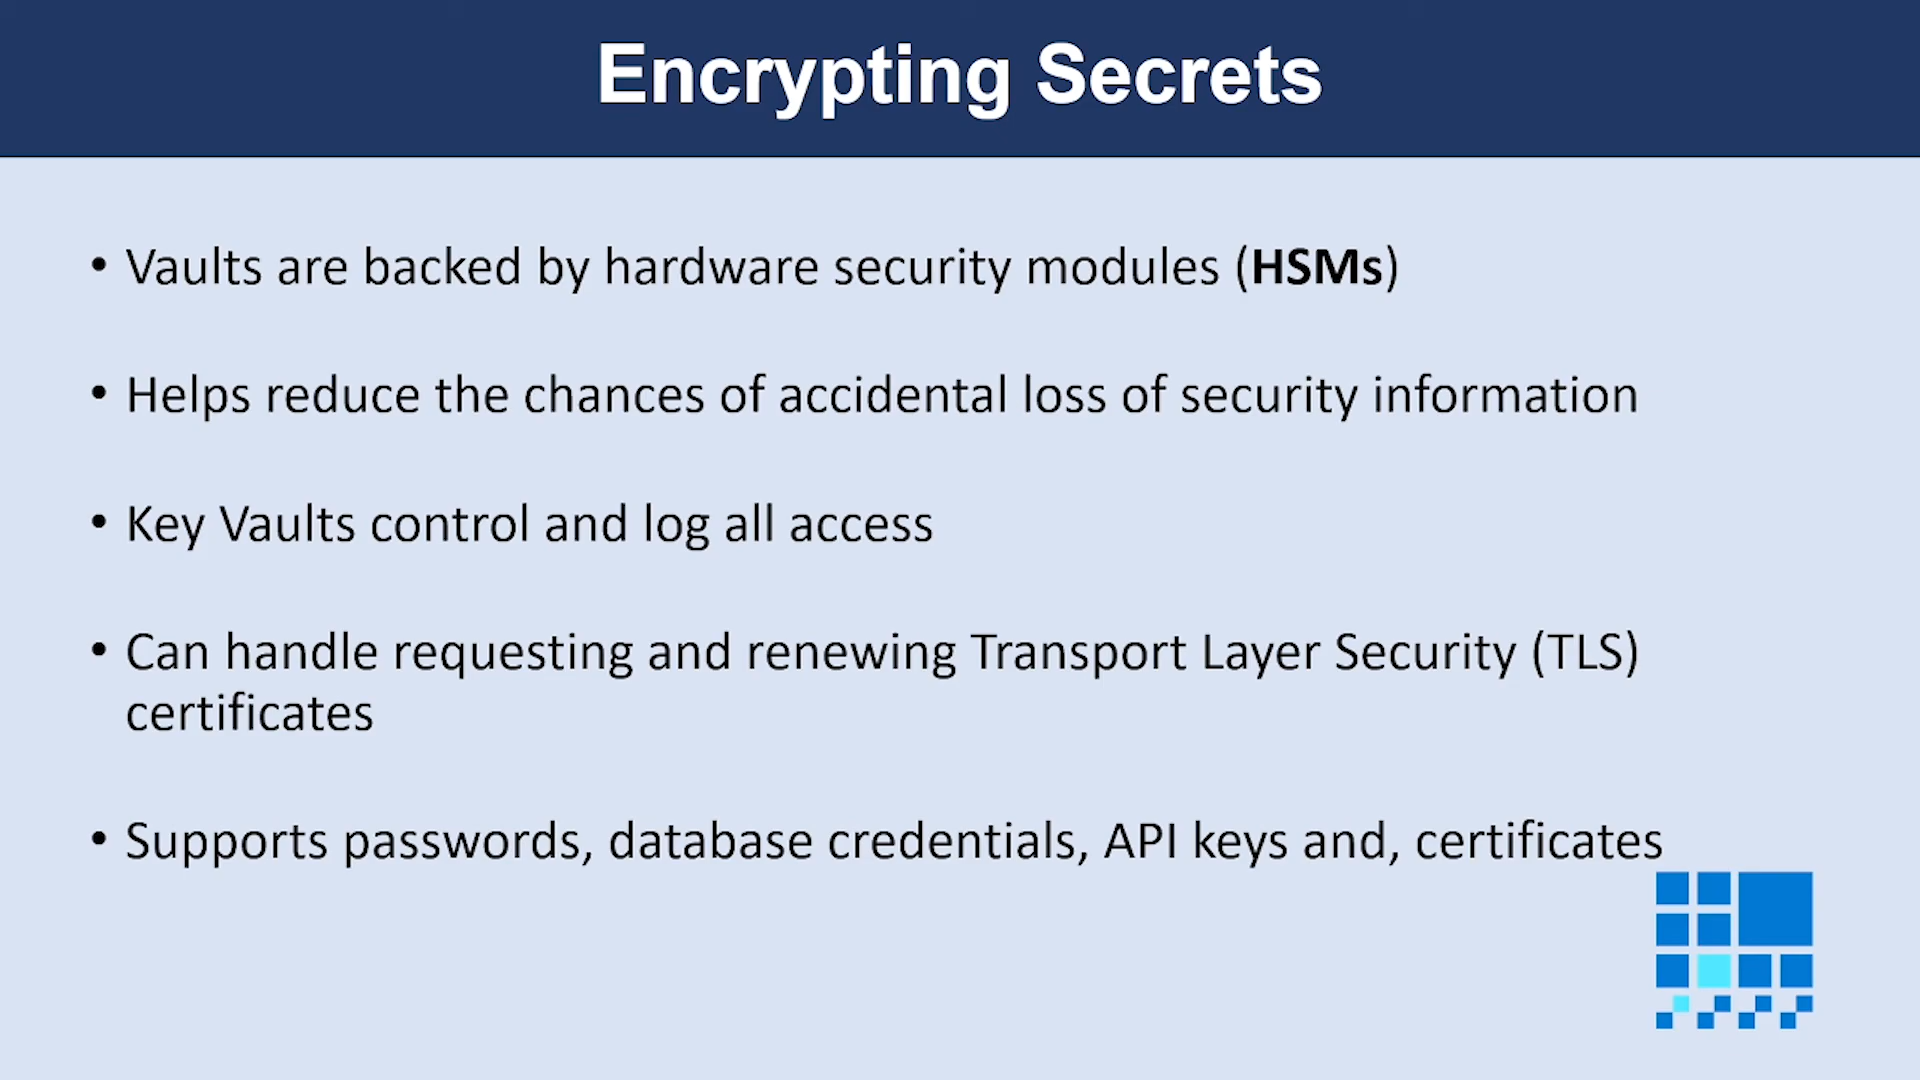 Encrypting Secrets
• Vaults are backed by hardware security modules (HSMs)
• Helps reduce the chances of accidental loss of security information
• Key Vaults control and log all access
• Can handle requesting and renewing Transport Layer Security (TLS)
certificates
• Supports passwords, database credentials, API keys and, certificates